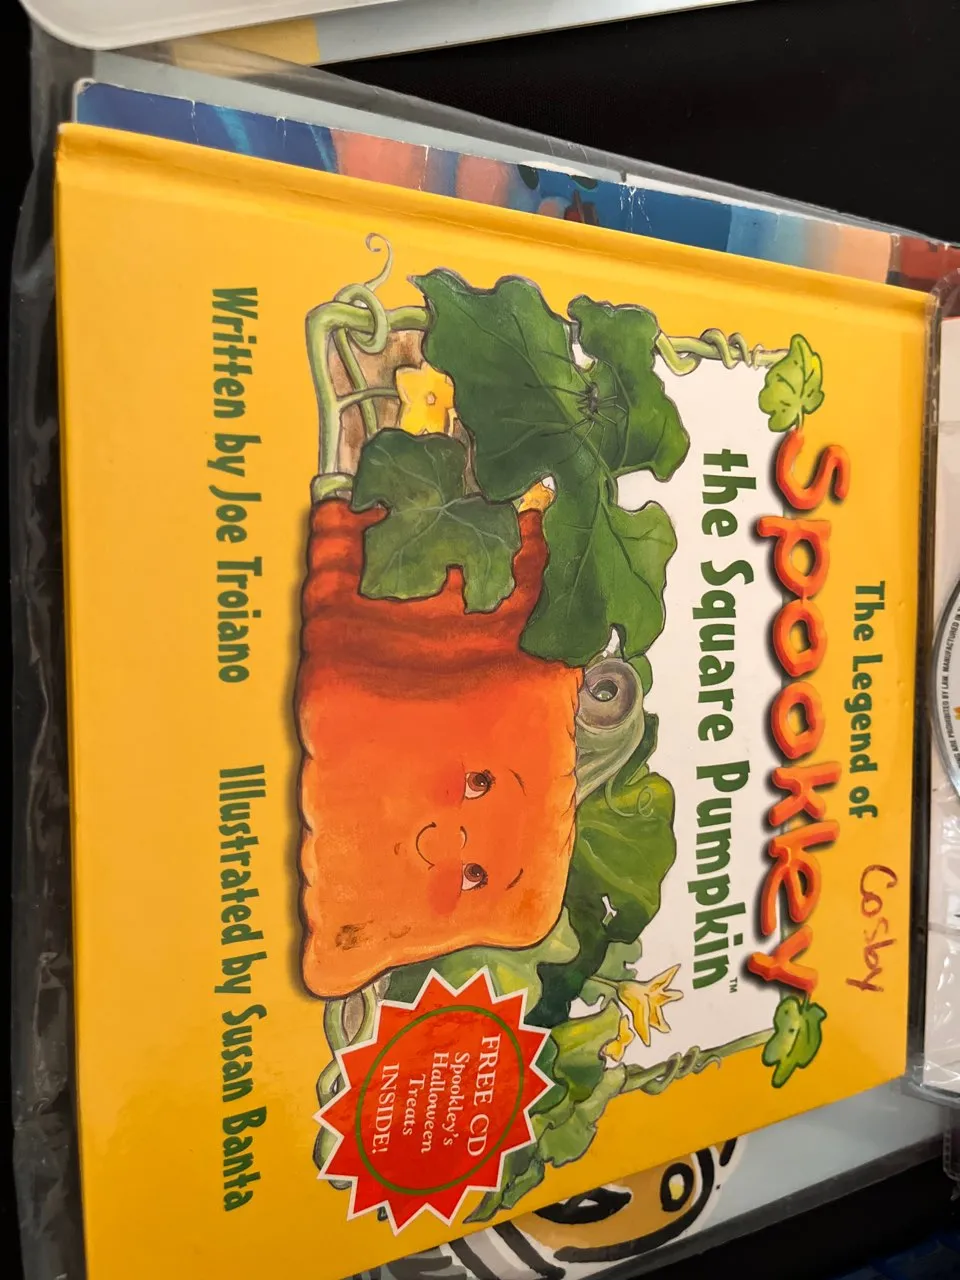 The Legend of
Cosby
Spookley
the Square Pumpkin™
FREE CD
Spookley's
Halloween
Treats
INSIDE!
Written by Joe Troiano
Illustrated by Susan Banta